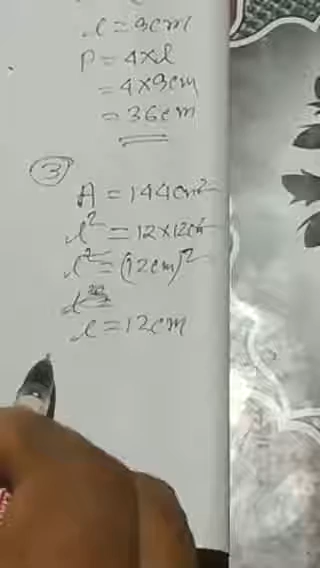 l = 9cm
P = 4×l
= 4×9cm
= 36cm
③
A = 144cm²
l² = 12×12cm²
l² = (12cm)²
l = 12cm